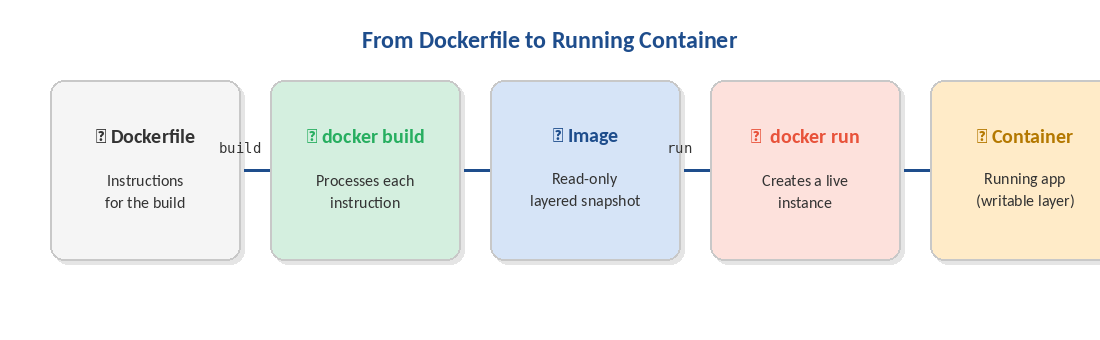 From Dockerfile to Running Container
Dockerfile
Instructions
for the build
build
docker build
Processes each
instruction
Image
Read-only
layered snapshot
run
docker run
Creates a live
instance
Container
Running app
(writable layer)